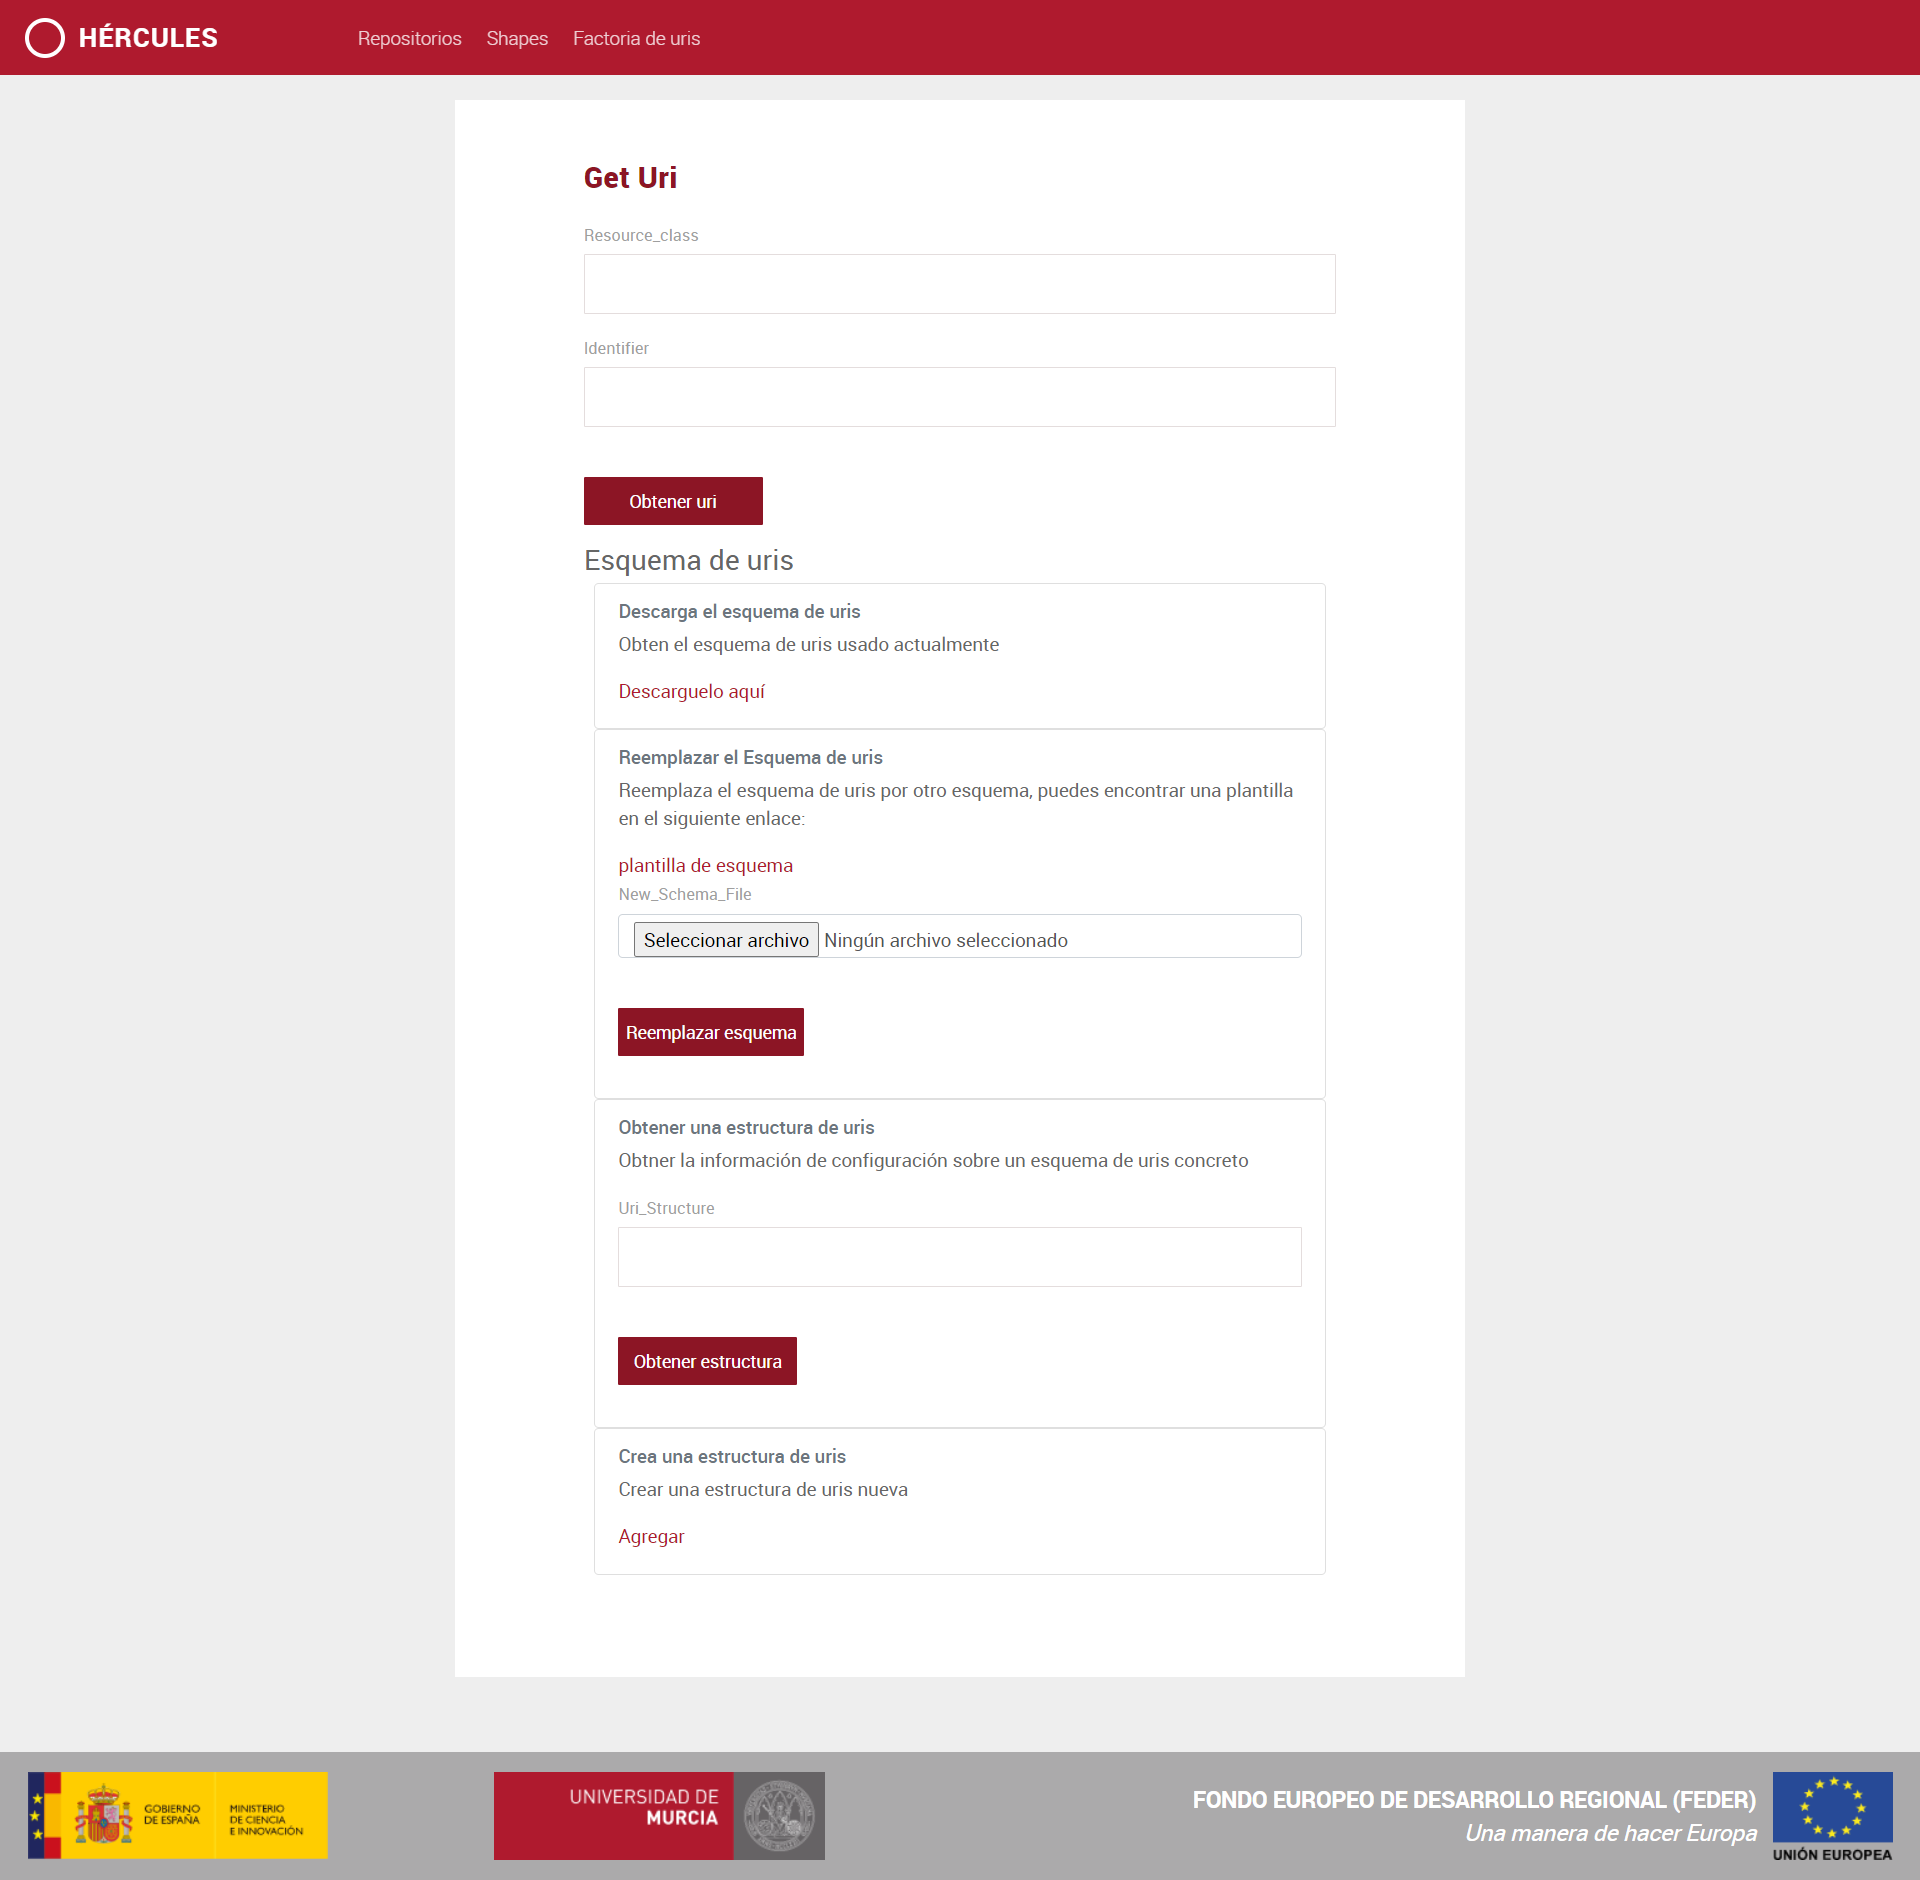 HÉRCULES
Repositorios Shapes Factoria de uris
Get Uri
Resource_class
Identifier
Obtener uri
Esquema de uris
Descarga el esquema de uris
Obten el esquema de uris usado actualmente
Descarguelo aquí
Reemplazar el Esquema de uris
Reemplaza el esquema de uris por otro esquema, puedes encontrar una plantilla
en el siguiente enlace:
plantilla de esquema
New_Schema_File
Seleccionar archivo Ningún archivo seleccionado
Reemplazar esquema
Obtener una estructura de uris
Obtner la información de configuración sobre un esquema de uris concreto
Uri_Structure
Obtener estructura
Crea una estructura de uris
Crear una estructura de uris nueva
Agregar
GOBIERNO
DE ESPAÑA
MINISTERIO
DE CIENCIA
E INNOVACIÓN
UNIVERSIDAD DE
MURCIA
FONDO EUROPEO DE DESARROLLO REGIONAL (FEDER)
Una manera de hacer Europa
UNIÓN EUROPEA